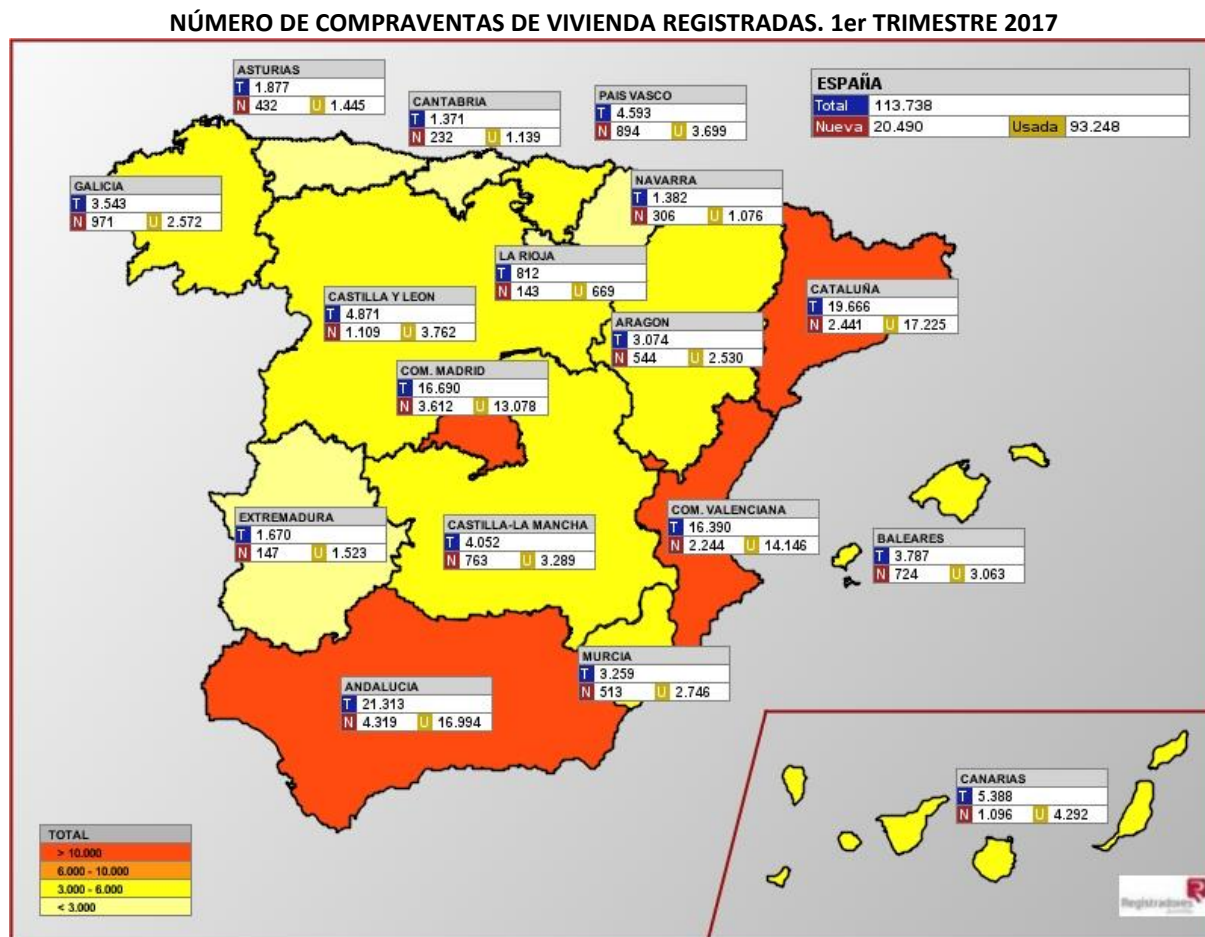 NÚMERO DE COMPRAVENTAS DE VIVIENDA REGISTRADAS. 1er TRIMESTRE 2017
ASTURIAS
T 1.877
N 432 U 1.445
CANTABRIA
T 1.371
N 232 U 1.139
PAIS VASCO
T 4.593
N 894 U 3.699
ESPAÑA
Total 113.738
Nueva 20.490 Usada 93.248
GALICIA
T 3.543
N 971 U 2.572
NAVARRA
T 1.382
N 306 U 1.076
LA RIOJA
T 812
N 143 U 669
CASTILLA Y LEON
T 4.871
N 1.109 U 3.762
CATALUÑA
T 19.666
N 2.441 U 17.225
ARAGON
T 3.074
N 544 U 2.530
COM. MADRID
T 16.690
N 3.612 U 13.078
EXTREMADURA
T 1.670
N 147 U 1.523
CASTILLA-LA MANCHA
T 4.052
N 763 U 3.289
COM. VALENCIANA
T 16.390
N 2.244 U 14.146
BALEARES
T 3.787
N 724 U 3.063
MURCIA
T 3.259
N 513 U 2.746
ANDALUCIA
T 21.313
N 4.319 U 16.994
CANARIAS
T 5.388
N 1.096 U 4.292
TOTAL
> 10.000
6.000 - 10.000
3.000 - 6.000
< 3.000
Registradores